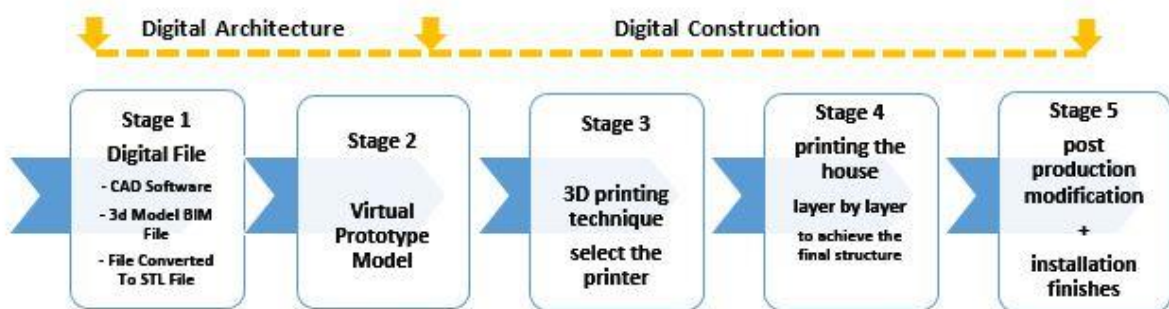 Digital Architecture
Digital Construction
Stage 1
Digital File
- CAD Software
- 3d Model BIM
File
- File Converted
To STL File
Stage 2
Virtual
Prototype
Model
Stage 3
3D printing
technique
select the
printer
Stage 4
printing the
house
layer by layer
to achieve the
final structure
Stage 5
post
production
modification
+
installation
finishes